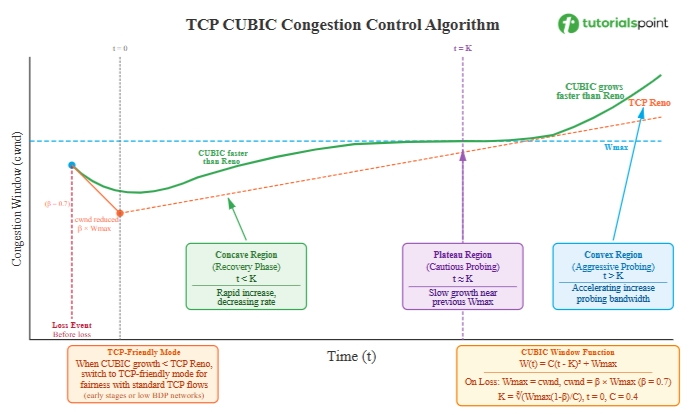 TCP CUBIC Congestion Control Algorithm
tutorialspoint
t = 0
t = K
CUBIC grows
faster than Reno
TCP Reno
Wmax
CUBIC faster
than Reno
Congestion Window (cwnd)
(β = 0.7)
cwnd reduced
β × Wmax
Concave Region
(Recovery Phase)
t < K
Rapid increase,
decreasing rate
Plateau Region
(Cautious Probing)
t ≈ K
Slow growth near
previous Wmax
Convex Region
(Aggressive Probing)
t > K
Accelerating increase
probing bandwidth
Loss Event
Before loss
Time (t)
TCP-Friendly Mode
When CUBIC growth < TCP Reno,
switch to TCP-friendly mode for
fairness with standard TCP flows
(early stages or low BDP networks)
CUBIC Window Function
W(t) = C(t - K)³ + Wmax
On Loss: Wmax = cwnd, cwnd = β × Wmax (β = 0.7)
K = ∛(Wmax(1-β)/C), t = 0, C = 0.4